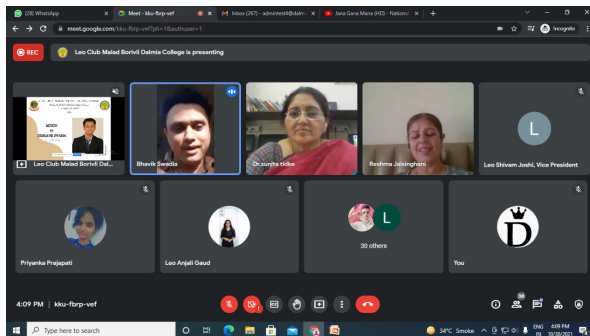 (28) WhatsApp
Meet - kku-fbrp-vef
M Inbox (287) - admintest4@dalm
Jana Gana Mana (HD) - Nationa
meet.google.com/kku-fbrp-vef?pli=1&authuser=1
Incognito
REC
Leo Club Malad Borivli Dalmia College is presenting
Leo Club Malad Borivli Dal...
Bhavik Swadia
Dr.sunita tidke
Reshma Jaisinghani
L
Leo Shivam Joshi, Vice President
Priyanka Prajapati
Leo Anjali Gaud
L
30 others
D
You
4:09 PM | kku-fbrp-vef
38
Type here to search
34°C Smoke
ENG
IN
4:09 PM
10/30/2021